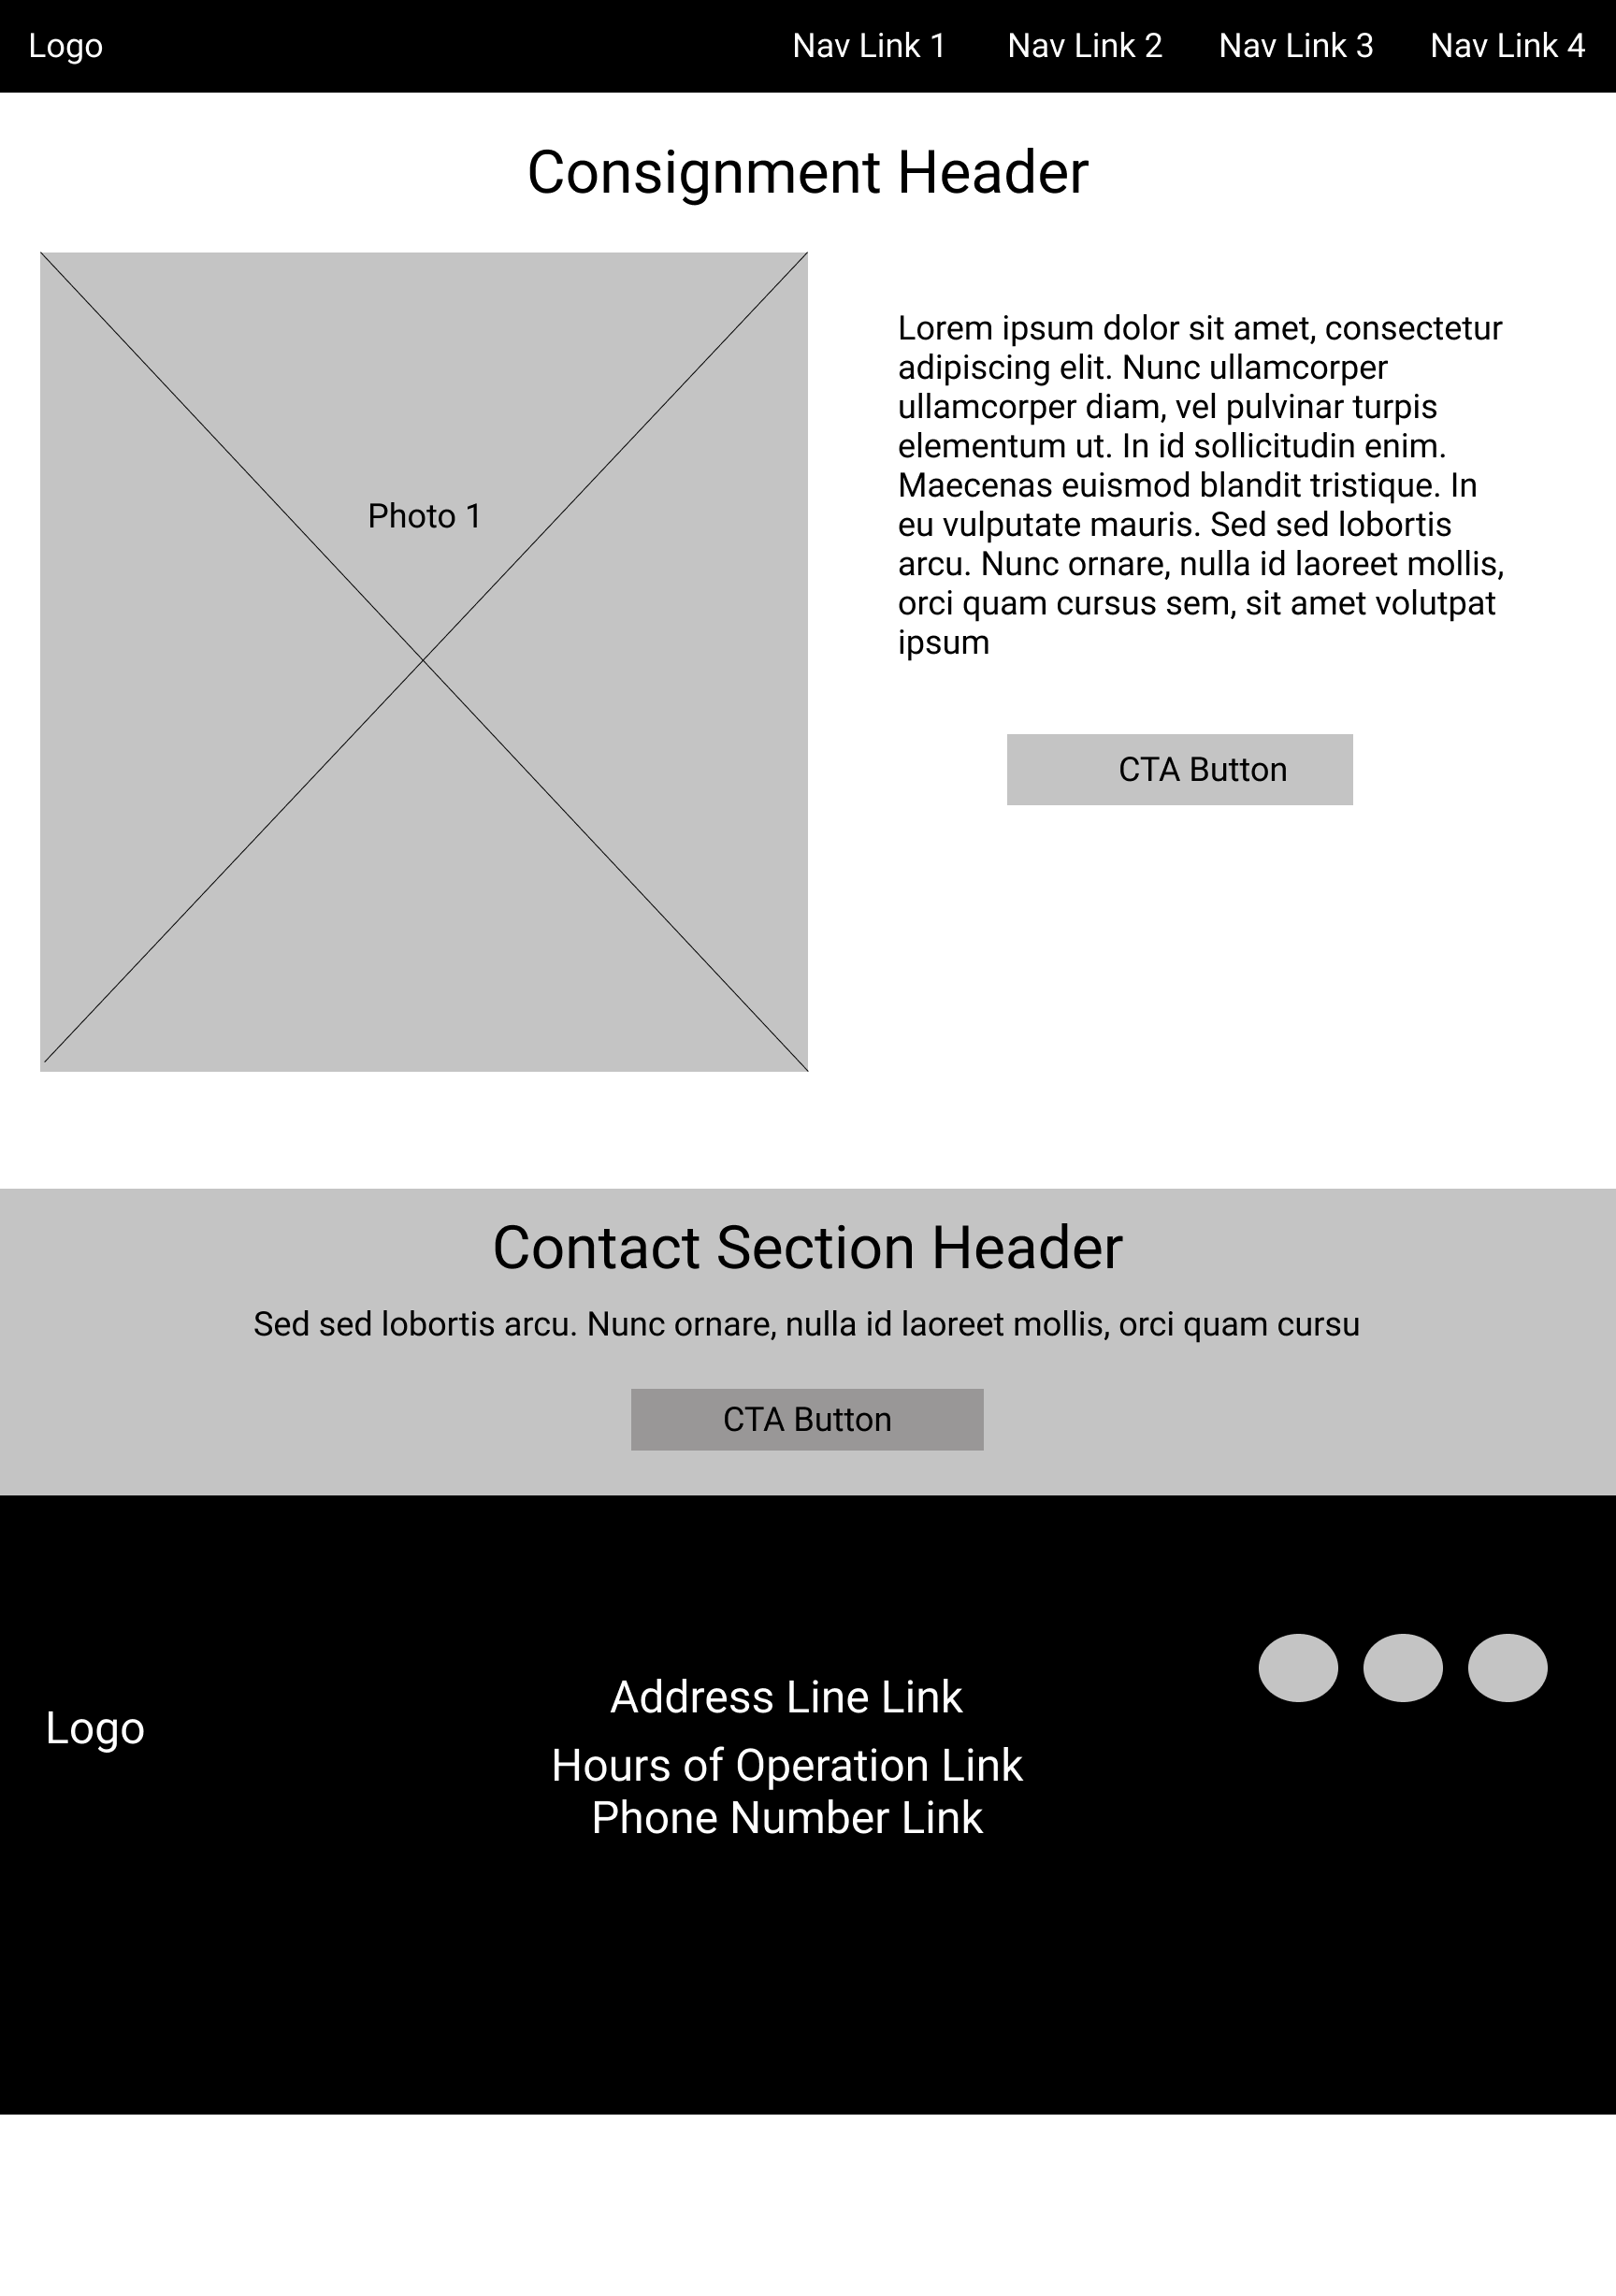 Logo
Nav Link 1
Nav Link 2
Nav Link 3
Nav Link 4
Consignment Header
Photo 1
Lorem ipsum dolor sit amet, consectetur
adipiscing elit. Nunc ullamcorper
ullamcorper diam, vel pulvinar turpis
elementum ut. In id sollicitudin enim.
Maecenas euismod blandit tristique. In
eu vulputate mauris. Sed sed lobortis
arcu. Nunc ornare, nulla id laoreet mollis,
orci quam cursus sem, sit amet volutpat
ipsum
CTA Button
Contact Section Header
Sed sed lobortis arcu. Nunc ornare, nulla id laoreet mollis, orci quam cursu
CTA Button
Logo
Address Line Link
Hours of Operation Link
Phone Number Link